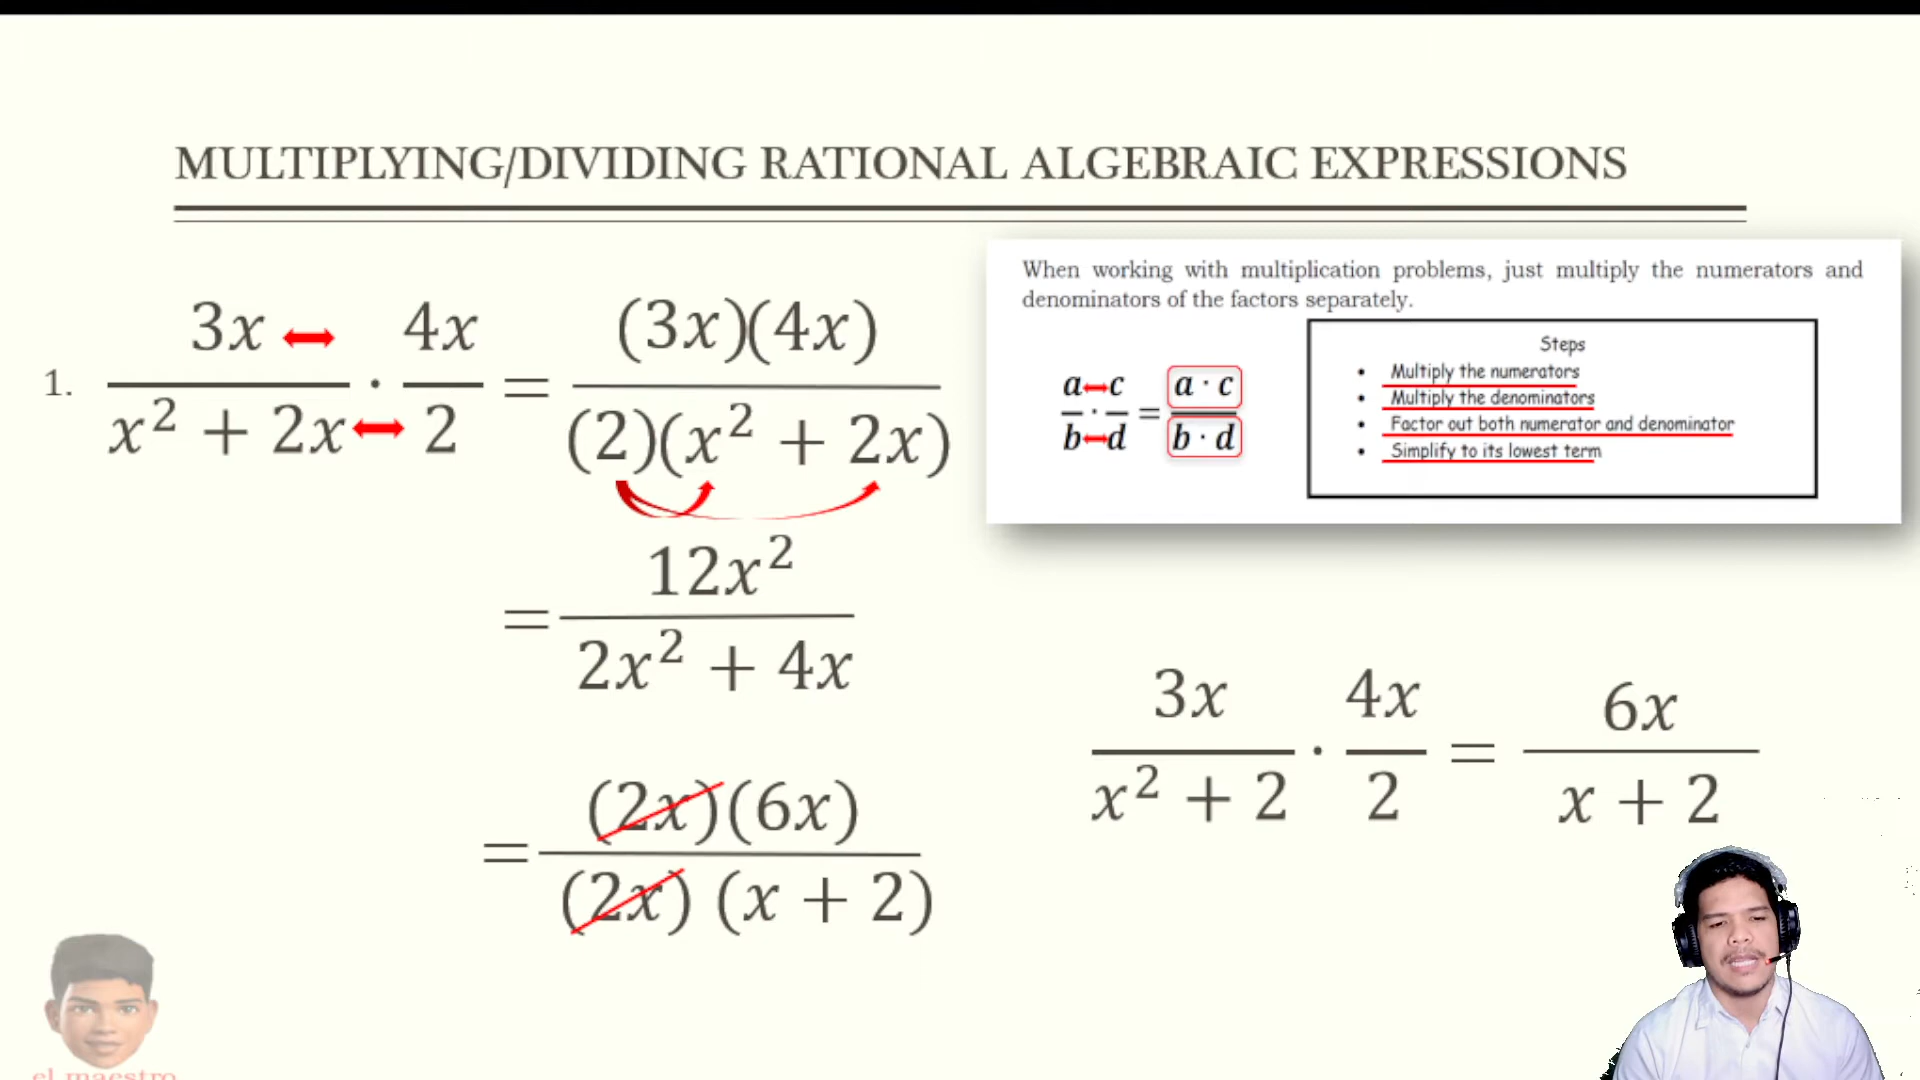 MULTIPLYING/DIVIDING RATIONAL ALGEBRAIC EXPRESSIONS
1. 3x / (x² + 2x) · 4x / 2 = (3x)(4x) / (2)(x² + 2x)
= 12x² / (2x² + 4x)
= (2x)(6x) / (2x) (x + 2)
When working with multiplication problems, just multiply the numerators and
denominators of the factors separately.
a/b · c/d = a · c / b · d
Steps
• Multiply the numerators
• Multiply the denominators
• Factor out both numerator and denominator
• Simplify to its lowest term
3x / (x² + 2) · 4x / 2 = 6x / (x + 2)
el maestro